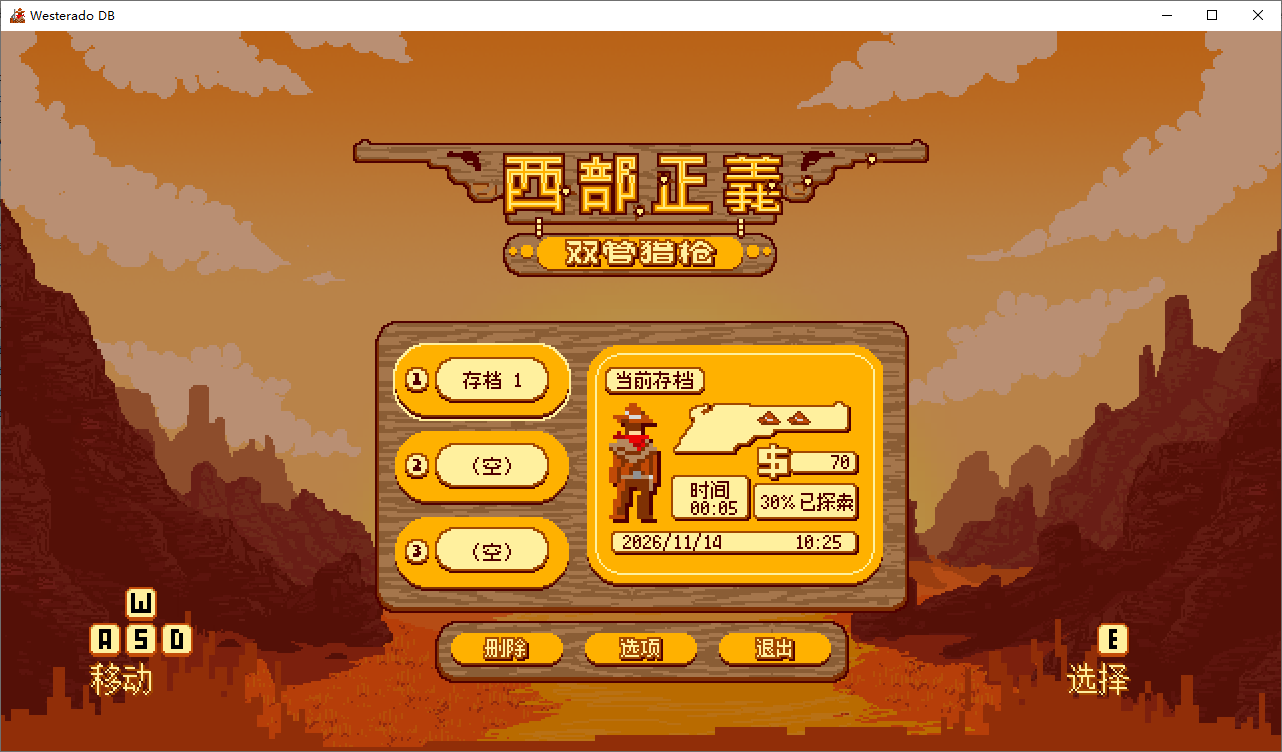 Westerado DB
西部正義
双管猎枪
1 存档 1
2 （空）
3 （空）
当前存档
$ 70
时间
00:05
30% 已探索
2026/11/14 10:25
删除 选项 退出
W
A S D
移动
E
选择